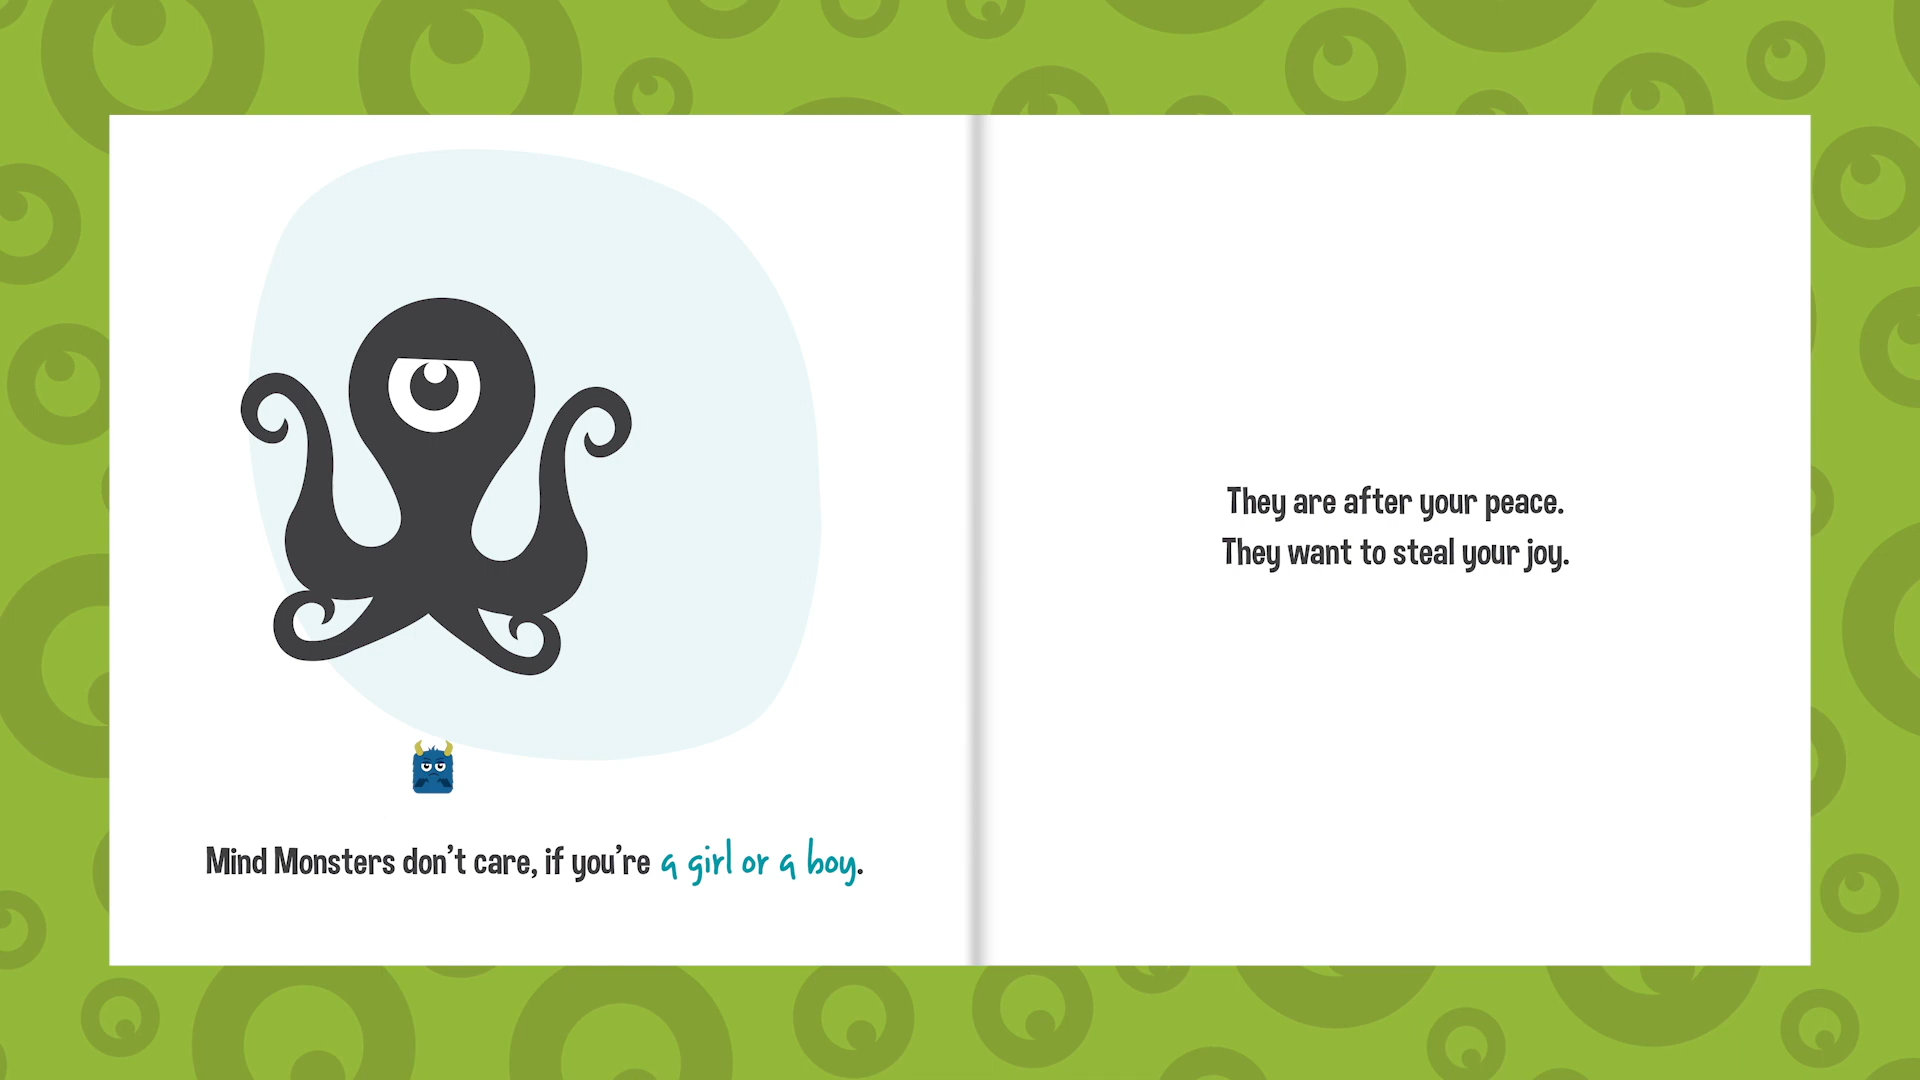 Mind Monsters don't care, if you're a girl or a boy.
They are after your peace.
They want to steal your joy.